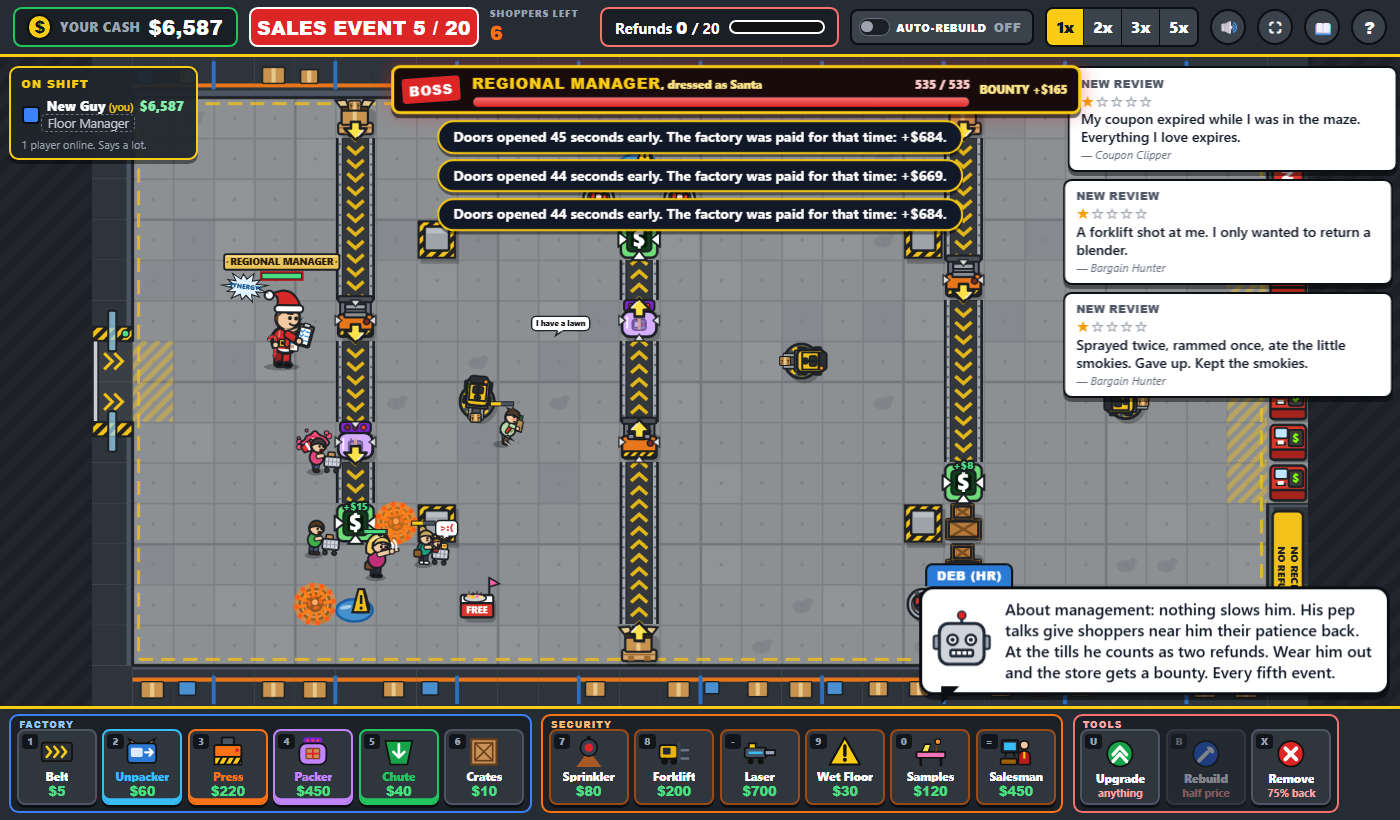 YOUR CASH $6,587
SALES EVENT 5 / 20
SHOPPERS LEFT
6
Refunds 0 / 20
AUTO-REBUILD OFF
1x 2x 3x 5x
?
ON SHIFT
New Guy (you) $6,587
Floor Manager
1 player online. Says a lot.
BOSS
REGIONAL MANAGER, dressed as Santa
535 / 535
BOUNTY +$165
Doors opened 45 seconds early. The factory was paid for that time: +$684.
Doors opened 44 seconds early. The factory was paid for that time: +$669.
Doors opened 44 seconds early. The factory was paid for that time: +$684.
NEW REVIEW
My coupon expired while I was in the maze.
Everything I love expires.
— Coupon Clipper
NEW REVIEW
A forklift shot at me. I only wanted to return a
blender.
— Bargain Hunter
NEW REVIEW
Sprayed twice, rammed once, ate the little
smokies. Gave up. Kept the smokies.
— Bargain Hunter
REGIONAL MANAGER
I have a lawn
+$15
+$8
>:(
FREE
DEB (HR)
About management: nothing slows him. His pep
talks give shoppers near him their patience back.
At the tills he counts as two refunds. Wear him out
and the store gets a bounty. Every fifth event.
FACTORY
1 Belt $5
2 Unpacker $60
3 Press $220
4 Packer $450
5 Chute $40
6 Crates $10
SECURITY
7 Sprinkler $80
8 Forklift $200
- Laser $700
9 Wet Floor $30
0 Samples $120
= Salesman $450
TOOLS
U Upgrade anything
B Rebuild half price
X Remove 75% back